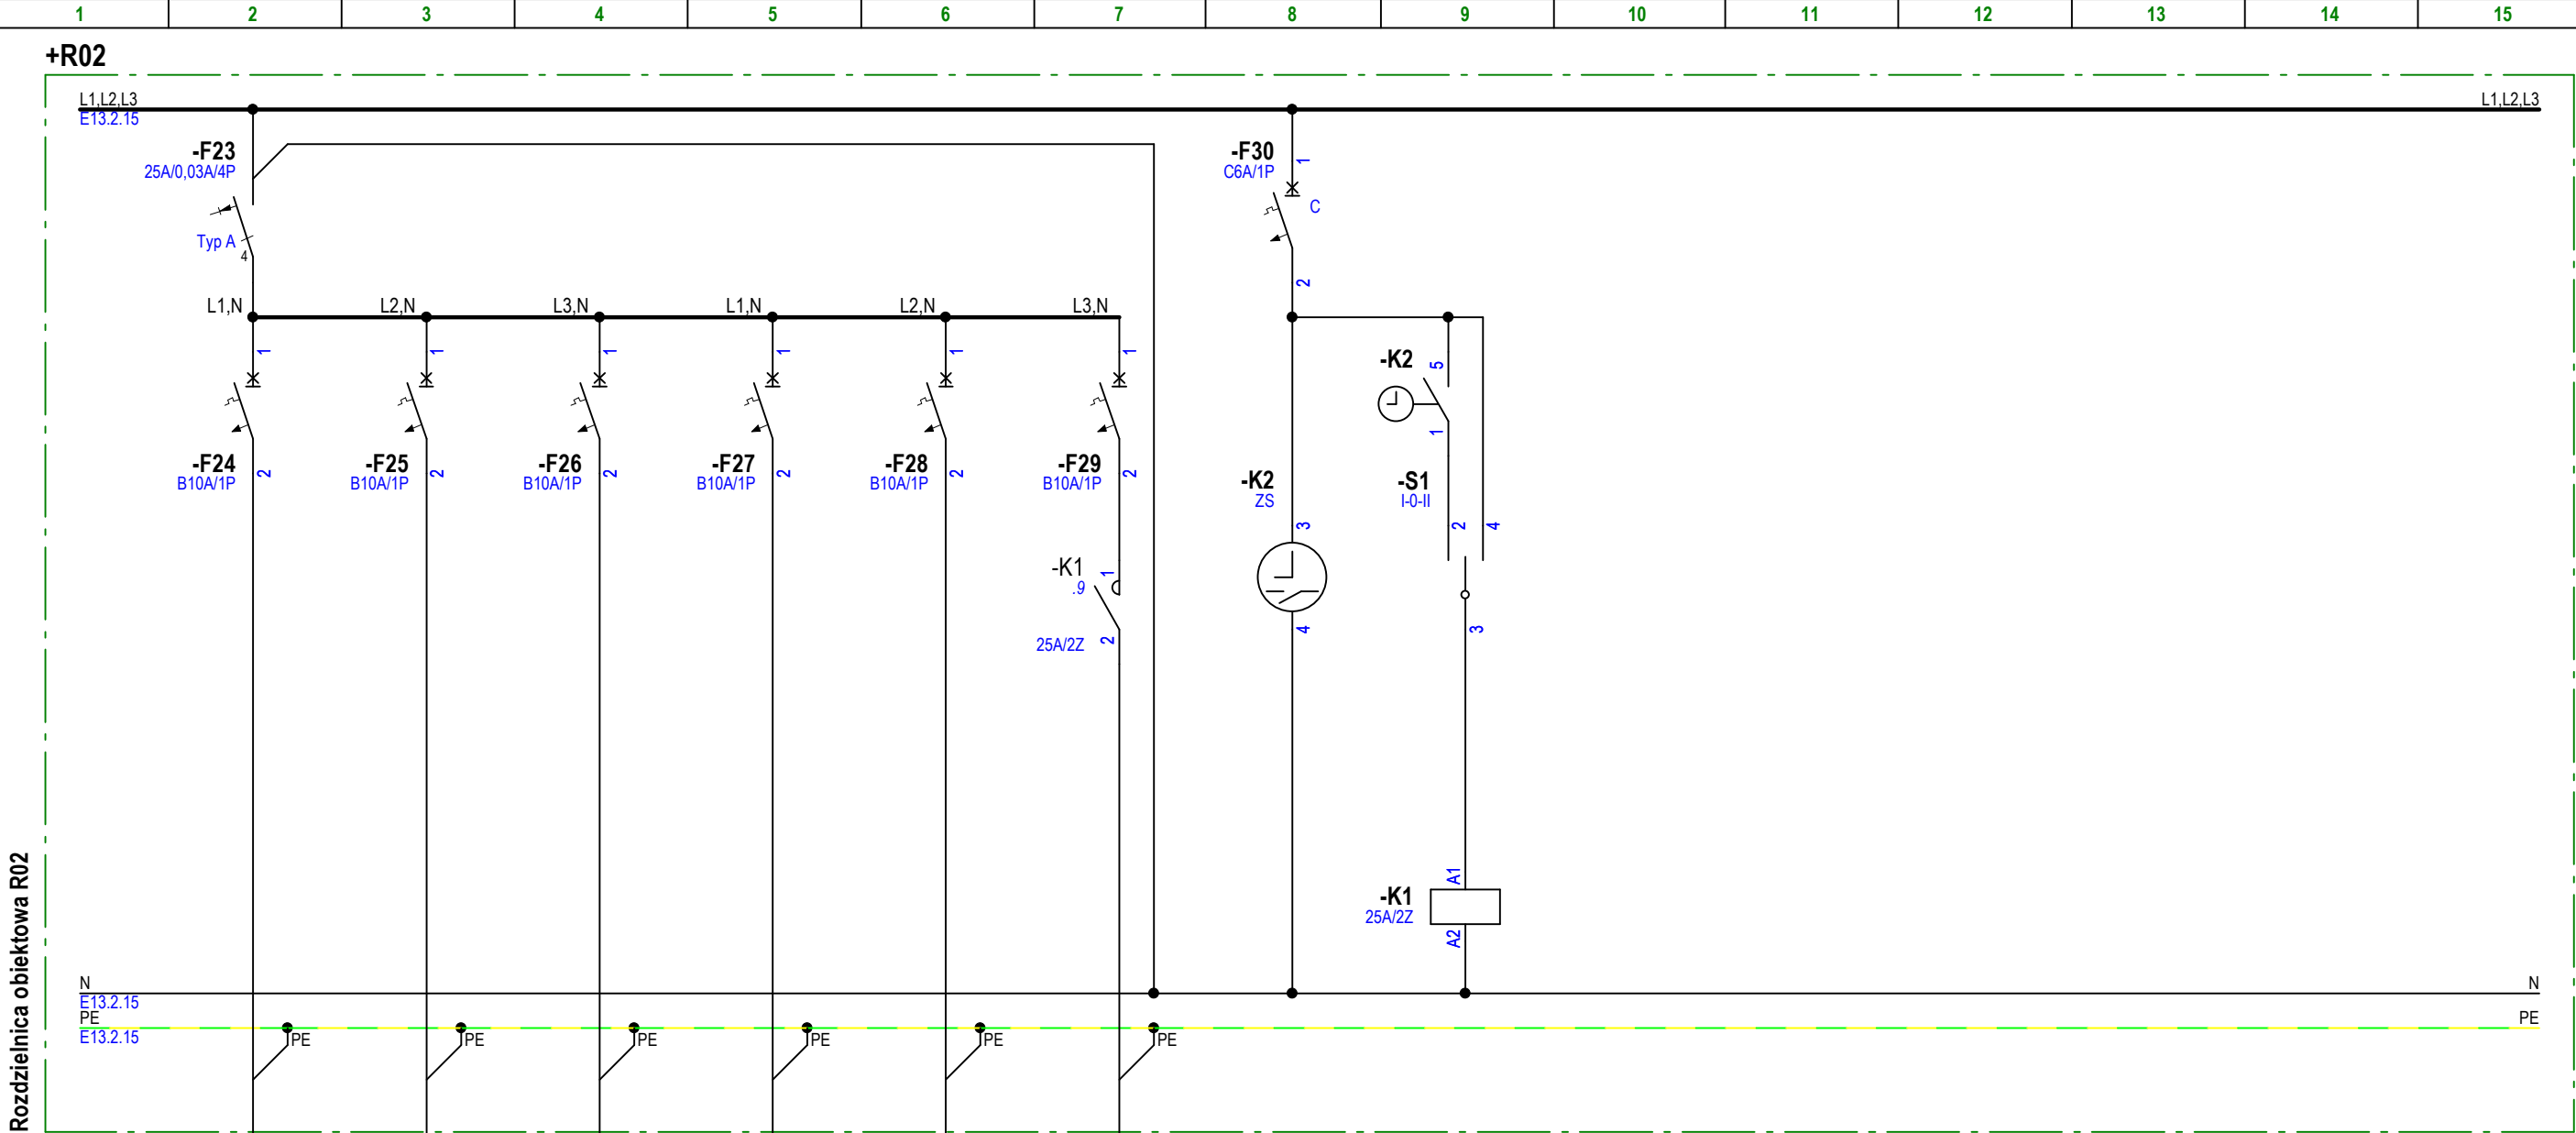 1 2 3 4 5 6 7 8 9 10 11 12 13 14 15
+R02
L1,L2,L3 L1,L2,L3
E13.2.15
-F23
25A/0,03A/4P
Typ A
4
-F30
C6A/1P
1
C
2
L1,N L2,N L3,N L1,N L2,N L3,N
1 1 1 1 1 1
-F24
B10A/1P
2
-F25
B10A/1P
2
-F26
B10A/1P
2
-F27
B10A/1P
2
-F28
B10A/1P
2
-F29
B10A/1P
2
-K1
.9
1
25A/2Z
2
-K2
ZS
3
4
-K2
5
1
-S1
I-0-II
2 4
3
-K1
25A/2Z
A1
A2
N N
E13.2.15
PE PE
E13.2.15
PE PE PE PE PE PE
Rozdzielnica obiektowa R02